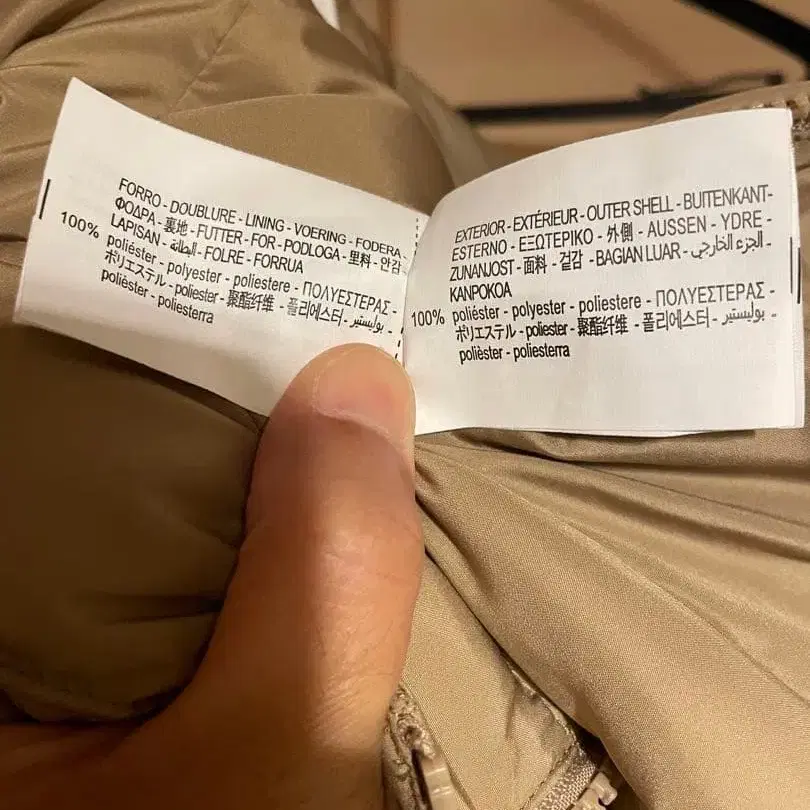 FORRO - DOUBLURE - LINING - VOERING - FODERA -
ΦΟΔΡΑ - 裏地 - FUTTER - FOR - PODLOGA - 里料 - 안감
LAPISAN - البطانة - FOLRE - FORRUA
100% poliéster - polyester - poliestere - ΠΟΛΥΕΣΤΕΡΑΣ -
ポリエステル - poliester - 聚酯纤维 - 폴리에스터 - بوليستير -
polièster - poliesterra
EXTERIOR - EXTÉRIEUR - OUTER SHELL - BUITENKANT -
ESTERNO - ΕΞΩΤΕΡΙΚΟ - 外側 - AUSSEN - YDRE -
ZUNANJOST - 面料 - 겉감 - BAGIAN LUAR - الجزء الخارجي -
KANPOKOA
100% poliéster - polyester - poliestere - ΠΟΛΥΕΣΤΕΡΑΣ -
ポリエステル - poliester - 聚酯纤维 - 폴리에스터 - بوليستير -
polièster - poliesterra